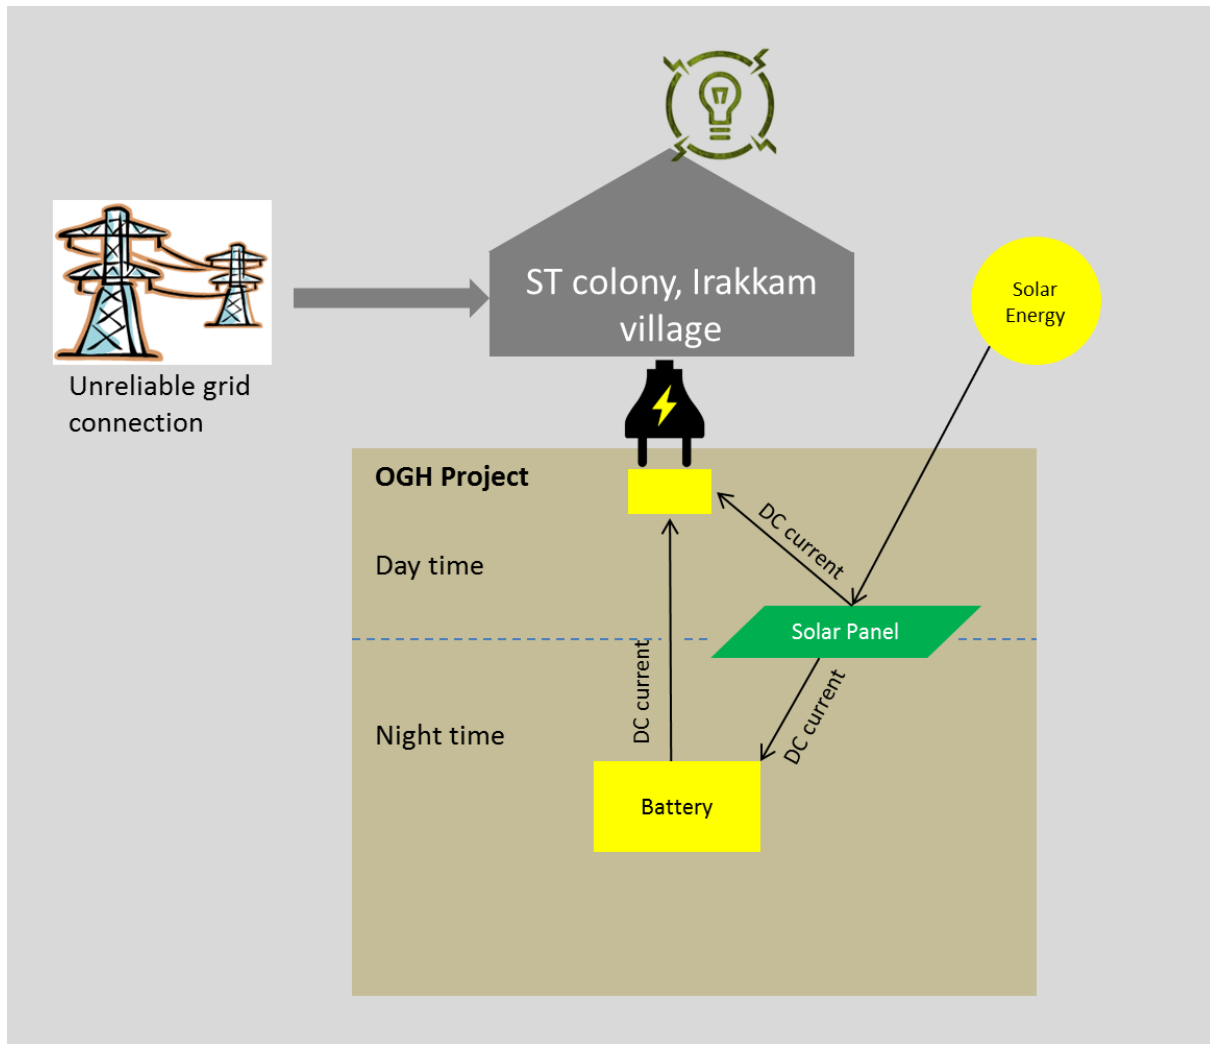 ST colony, Irakkam
village
Solar
Energy
Unreliable grid
connection
OGH Project
DC current
Day time
Solar Panel
DC current
Night time
DC current
Battery